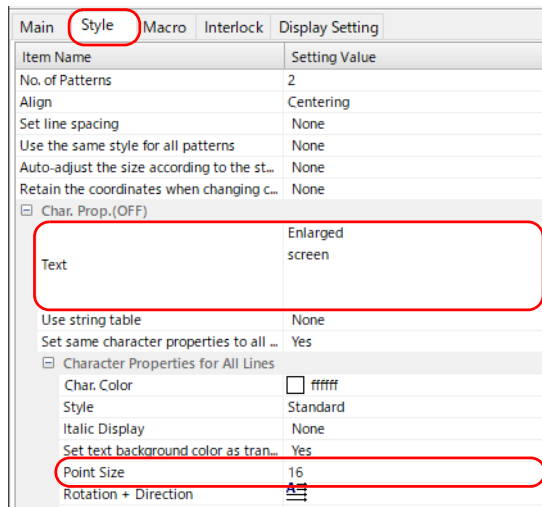 Main Style Macro Interlock Display Setting
Item Name Setting Value
No. of Patterns 2
Align Centering
Set line spacing None
Use the same style for all patterns None
Auto-adjust the size according to the st... None
Retain the coordinates when changing c... None
Char. Prop.(OFF)
Text Enlarged
screen
Use string table None
Set same character properties to all ... Yes
Character Properties for All Lines
Char. Color ffffff
Style Standard
Italic Display None
Set text background color as tran... Yes
Point Size 16
Rotation + Direction A